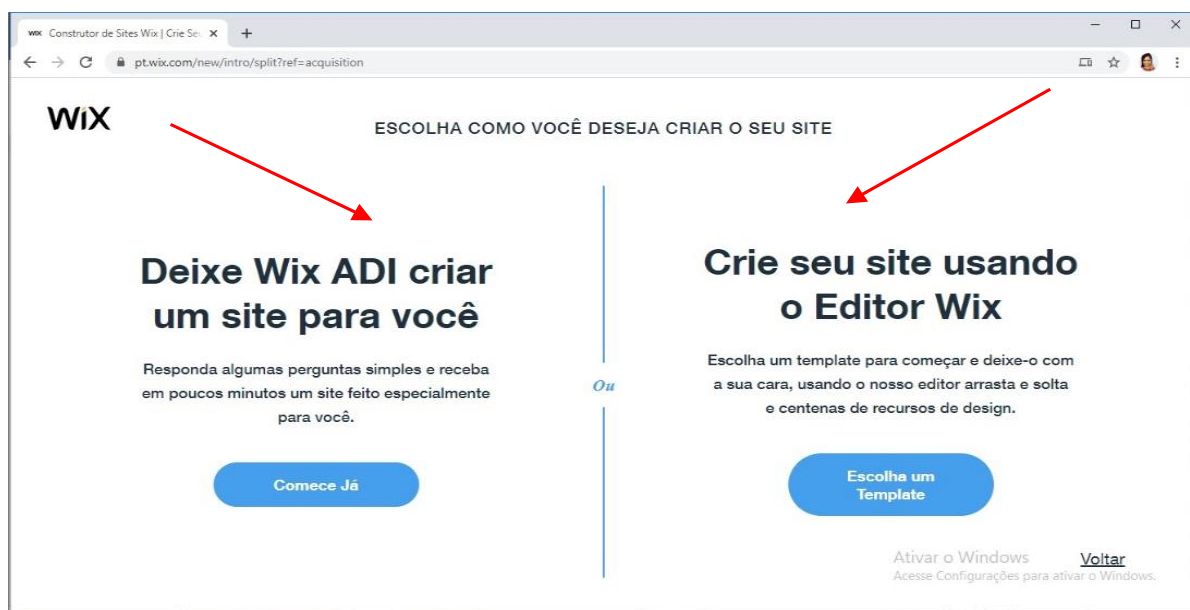 WiX Construtor de Sites Wix | Crie Se
pt.wix.com/new/intro/split?ref=acquisition
WiX
ESCOLHA COMO VOCÊ DESEJA CRIAR O SEU SITE
Deixe Wix ADI criar
um site para você
Responda algumas perguntas simples e receba
em poucos minutos um site feito especialmente
para você.
Comece Já
Ou
Crie seu site usando
o Editor Wix
Escolha um template para começar e deixe-o com
a sua cara, usando o nosso editor arrasta e solta
e centenas de recursos de design.
Escolha um
Template
Ativar o Windows
Acesse Configurações para ativar o Windows.
Voltar